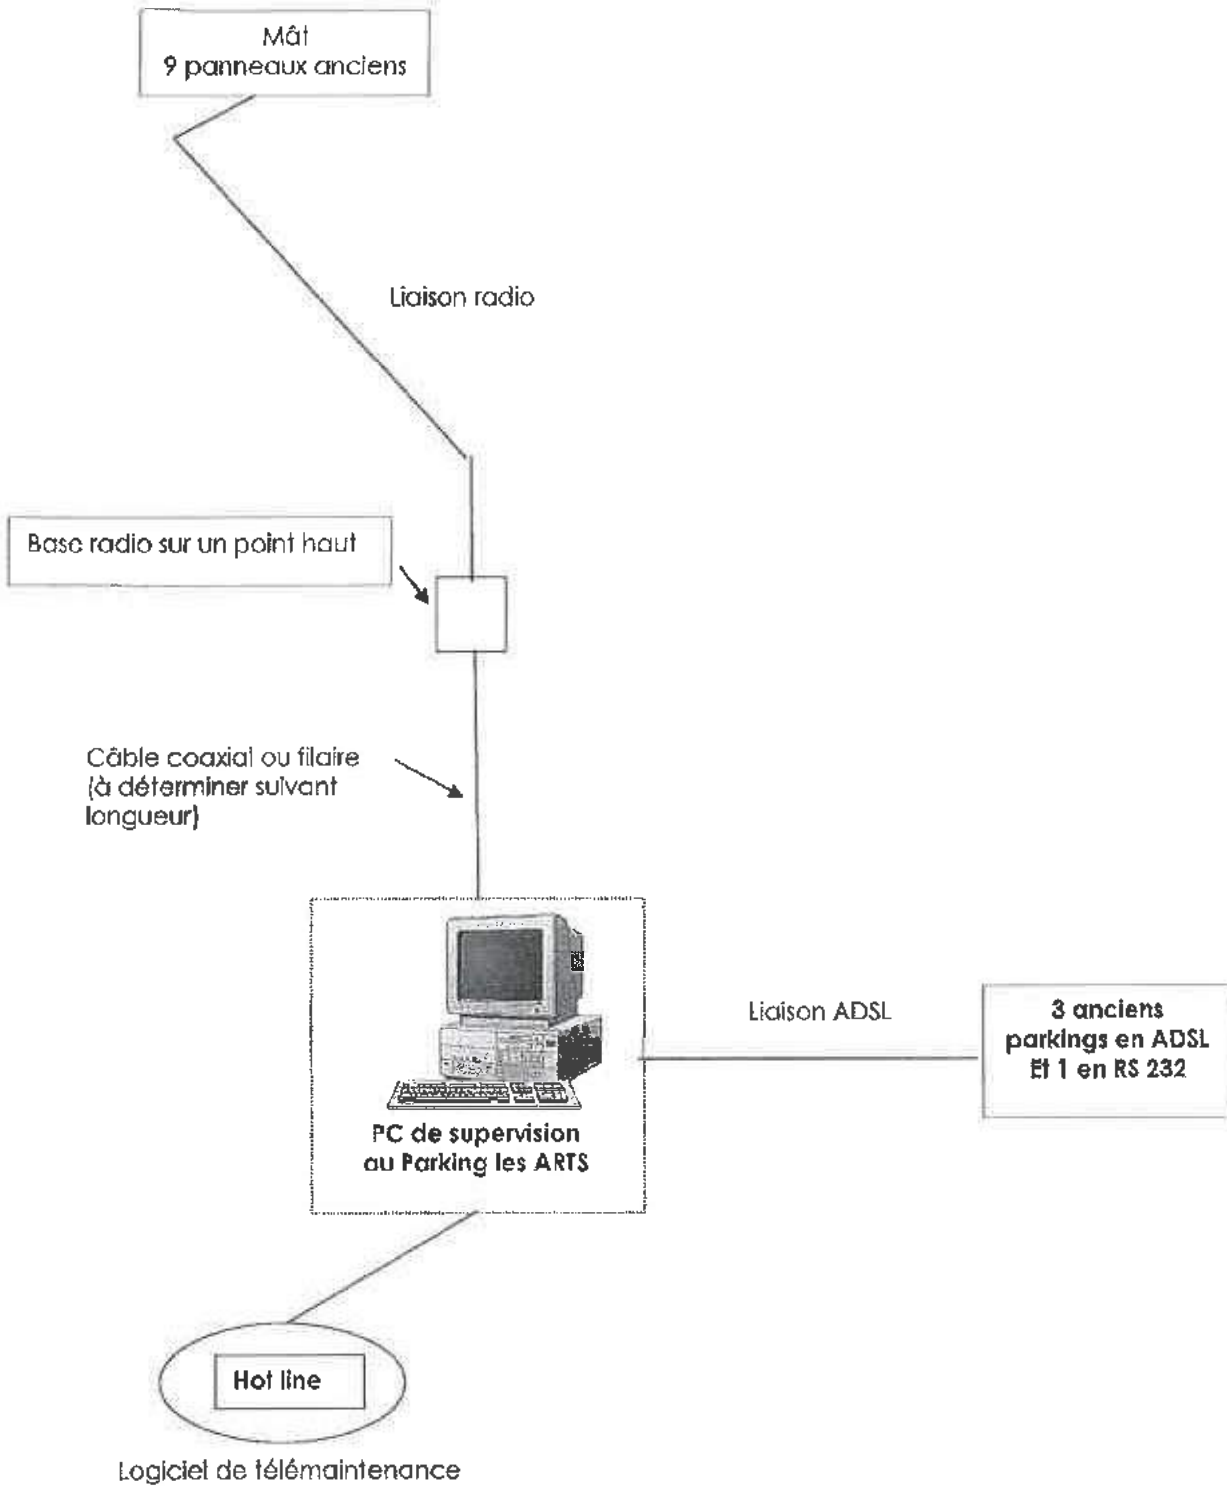 Mât
9 panneaux anciens
Liaison radio
Base radio sur un point haut
Câble coaxial ou filaire
(à déterminer suivant
longueur)
Liaison ADSL
3 anciens
parkings en ADSL
Et 1 en RS 232
PC de supervision
au Parking les ARTS
Hot line
Logiciel de télémaintenance